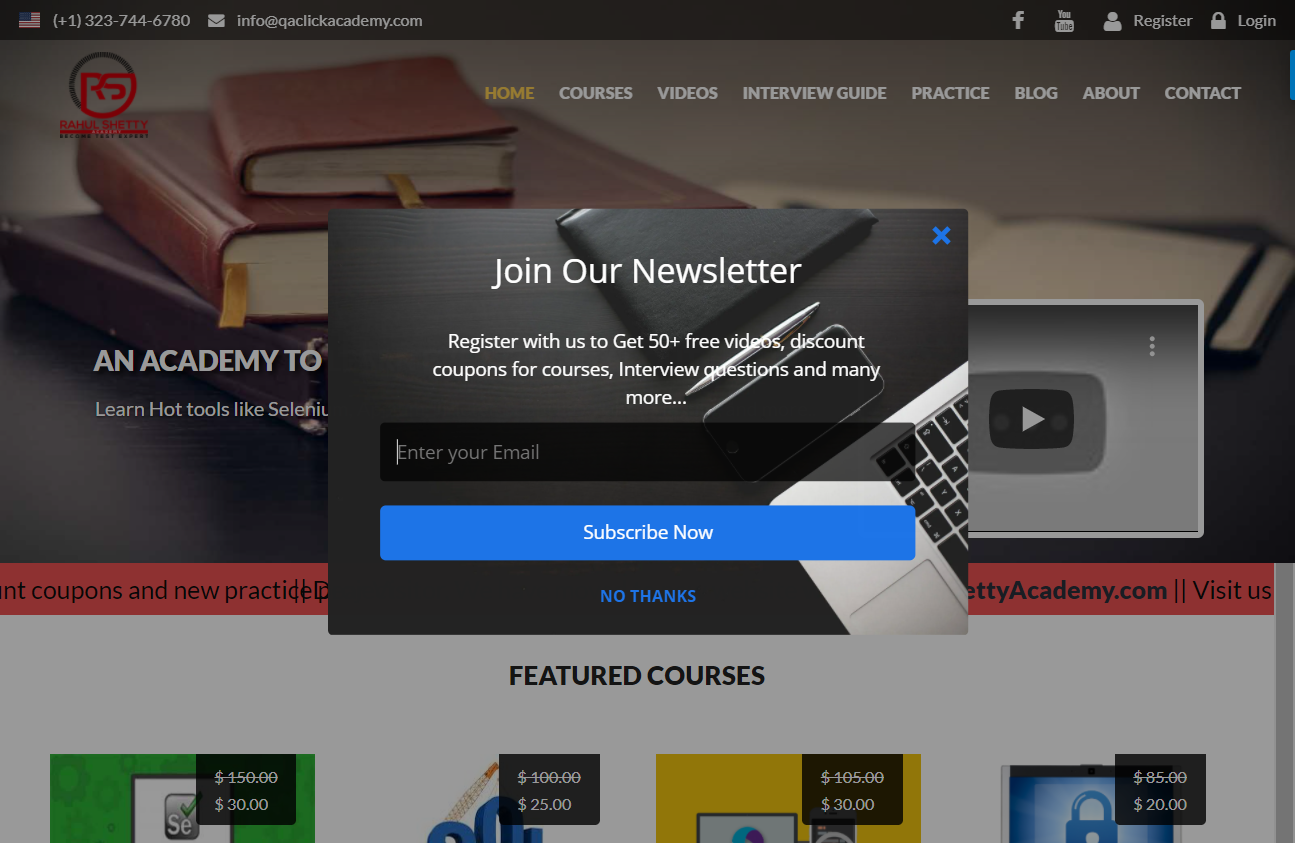 (+1) 323-744-6780 info@qaclickacademy.com You Tube Register Login
RS
RAHUL SHETTY
ACADEMY
HOME COURSES VIDEOS INTERVIEW GUIDE PRACTICE BLOG ABOUT CONTACT
Join Our Newsletter
Register with us to Get 50+ free videos, discount
coupons for courses, Interview questions and many
more...
AN ACADEMY TO
Learn Hot tools like Seleniu
Enter your Email
Subscribe Now
NO THANKS
nt coupons and new practice || D ettyAcademy.com || Visit us
FEATURED COURSES
$ 150.00 $ 100.00 $ 105.00 $ 85.00
$ 30.00 $ 25.00 $ 30.00 $ 20.00
Se